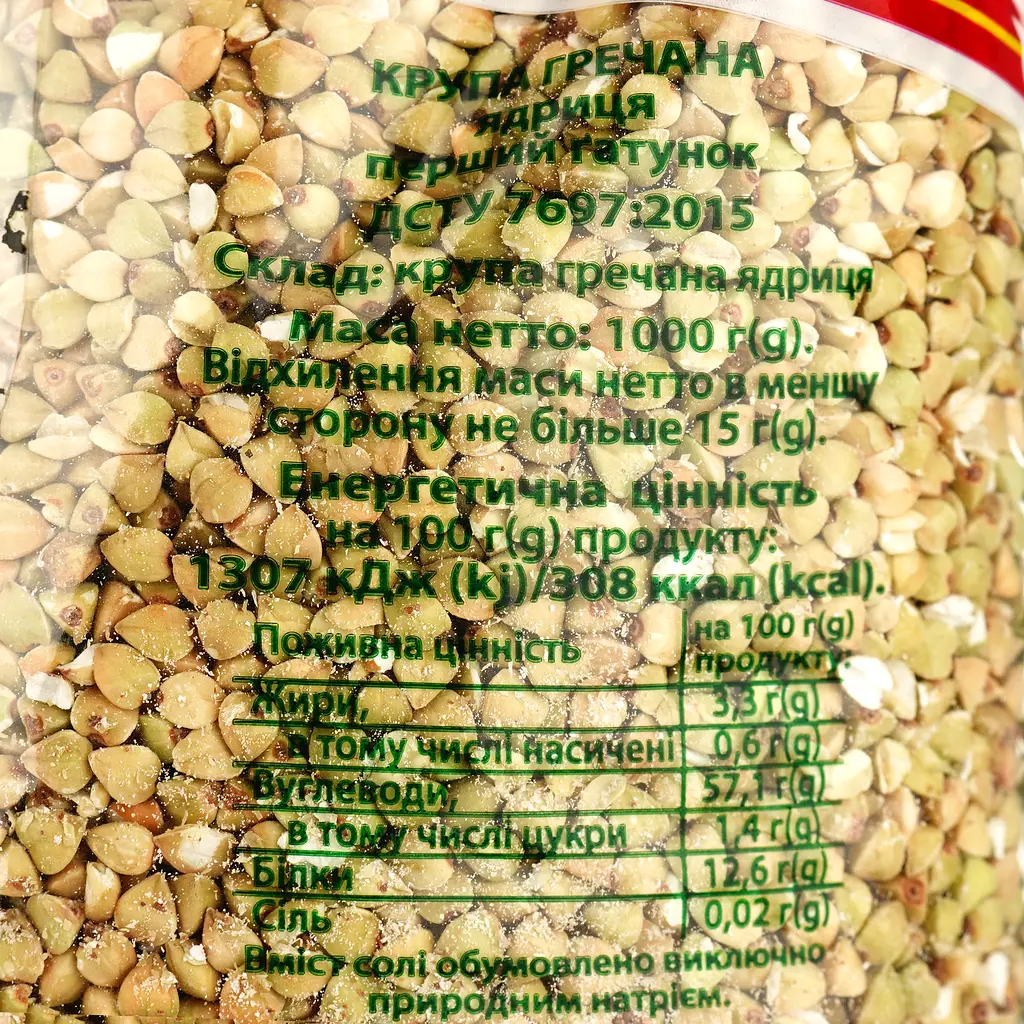 КРУПА ГРЕЧАНА
ядриця
перший ґатунок
ДСТУ 7697:2015
Склад: крупа гречана ядриця
Маса нетто: 1000 г(g).
Відхилення маси нетто в меншу
сторону не більше 15 г(g).
Енергетична цінність
на 100 г(g) продукту:
1307 кДж (kj)/308 ккал (kcal).
Поживна цінність на 100 г(g)
продукту:
Жири, 3,3 г(g)
в тому числі насичені 0,6 г(g)
Вуглеводи, 57,1 г(g)
в тому числі цукри 1,4 г(g)
Білки 12,6 г(g)
Сіль 0,02 г(g)
Вміст солі обумовлено виключно
природним натрієм.